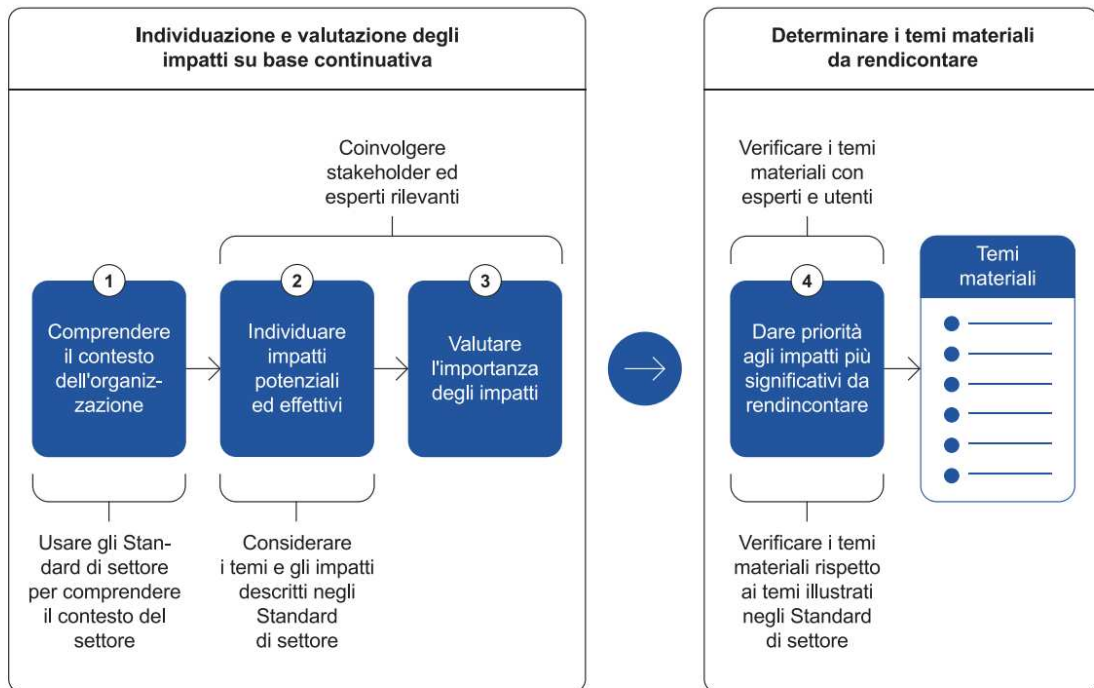 Individuazione e valutazione degli
impatti su base continuativa
Coinvolgere
stakeholder ed
esperti rilevanti
1
Comprendere
il contesto
dell'organiz-
zazione
2
Individuare
impatti
potenziali
ed effettivi
3
Valutare
l'importanza
degli impatti
Usare gli Stan-
dard di settore
per comprendere
il contesto del
settore
Considerare
i temi e gli impatti
descritti negli
Standard
di settore
Determinare i temi materiali
da rendicontare
Verificare i temi
materiali con
esperti e utenti
4
Dare priorità
agli impatti più
significativi da
rendincontare
Temi
materiali
Verificare i temi
materiali rispetto
ai temi illustrati
negli Standard
di settore